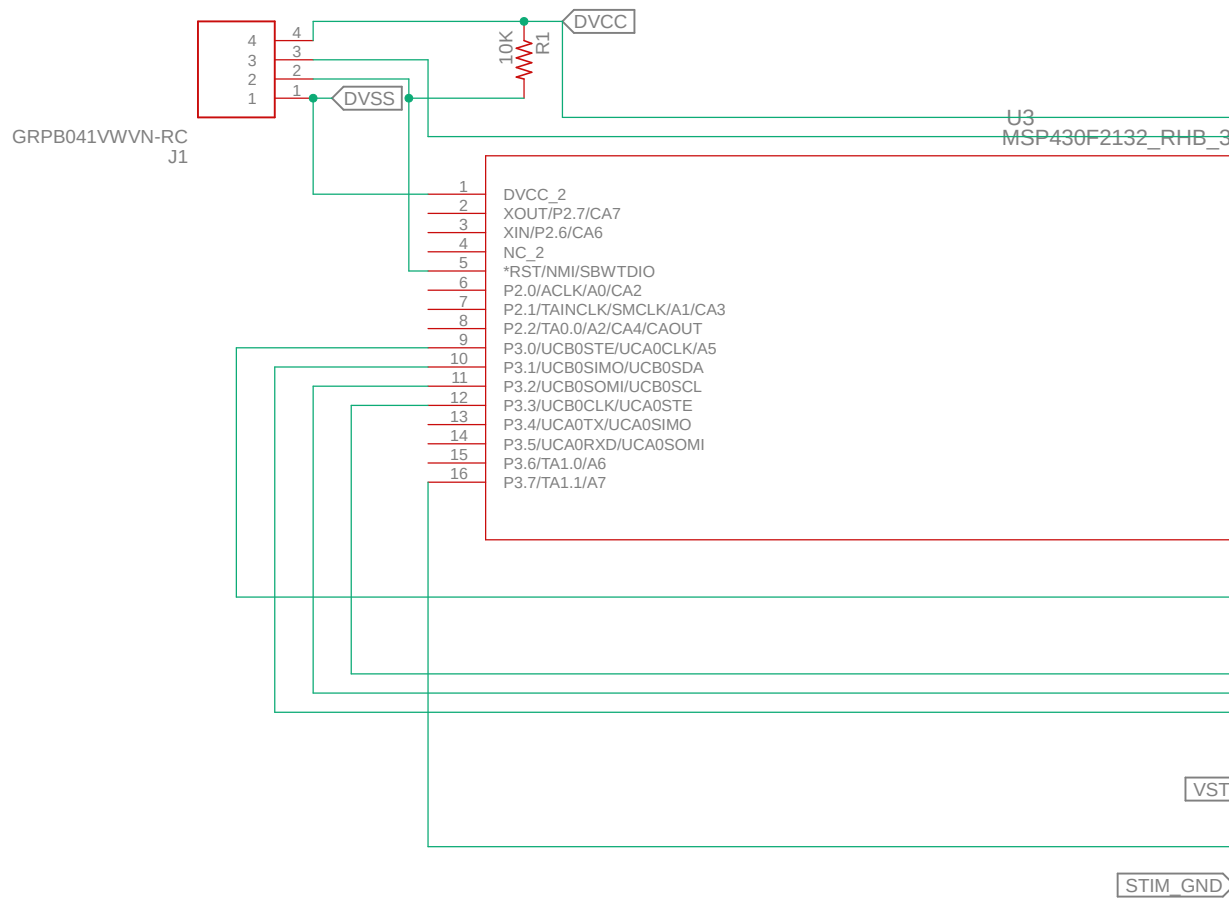 DVCC
4 4
3 3
2 2
1 1
10K
R1
DVSS
GRPB041VWVN-RC
J1
U3
MSP430F2132_RHB_3
1 DVCC_2
2 XOUT/P2.7/CA7
3 XIN/P2.6/CA6
4 NC_2
5 *RST/NMI/SBWTDIO
6 P2.0/ACLK/A0/CA2
7 P2.1/TAINCLK/SMCLK/A1/CA3
8 P2.2/TA0.0/A2/CA4/CAOUT
9 P3.0/UCB0STE/UCA0CLK/A5
10 P3.1/UCB0SIMO/UCB0SDA
11 P3.2/UCB0SOMI/UCB0SCL
12 P3.3/UCB0CLK/UCA0STE
13 P3.4/UCA0TX/UCA0SIMO
14 P3.5/UCA0RXD/UCA0SOMI
15 P3.6/TA1.0/A6
16 P3.7/TA1.1/A7
VST
STIM_GND